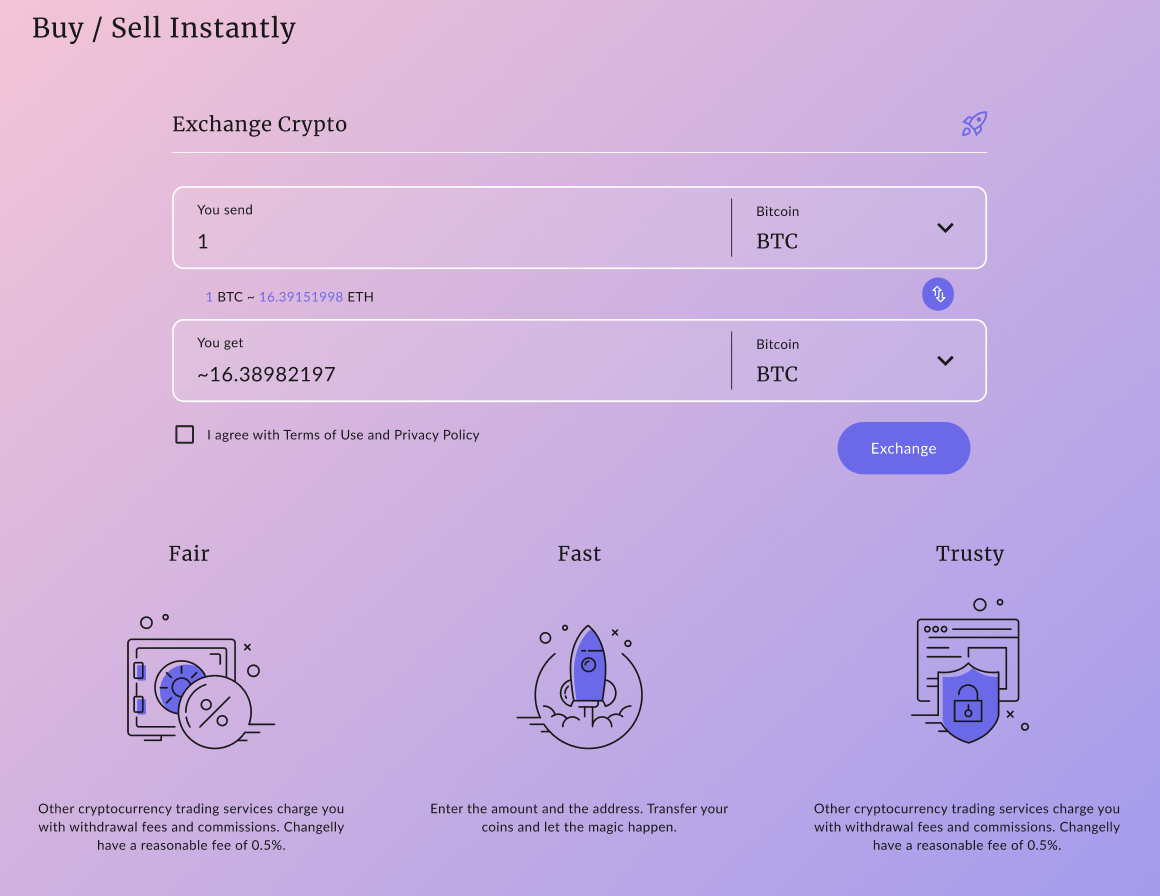 Buy / Sell Instantly
Exchange Crypto
You send
1
Bitcoin
BTC
1 BTC ~ 16.39151998 ETH
You get
~16.38982197
Bitcoin
BTC
I agree with Terms of Use and Privacy Policy
Exchange
Fair
Fast
Trusty
Other cryptocurrency trading services charge you
with withdrawal fees and commissions. Changelly
have a reasonable fee of 0.5%.
Enter the amount and the address. Transfer your
coins and let the magic happen.
Other cryptocurrency trading services charge you
with withdrawal fees and commissions. Changelly
have a reasonable fee of 0.5%.